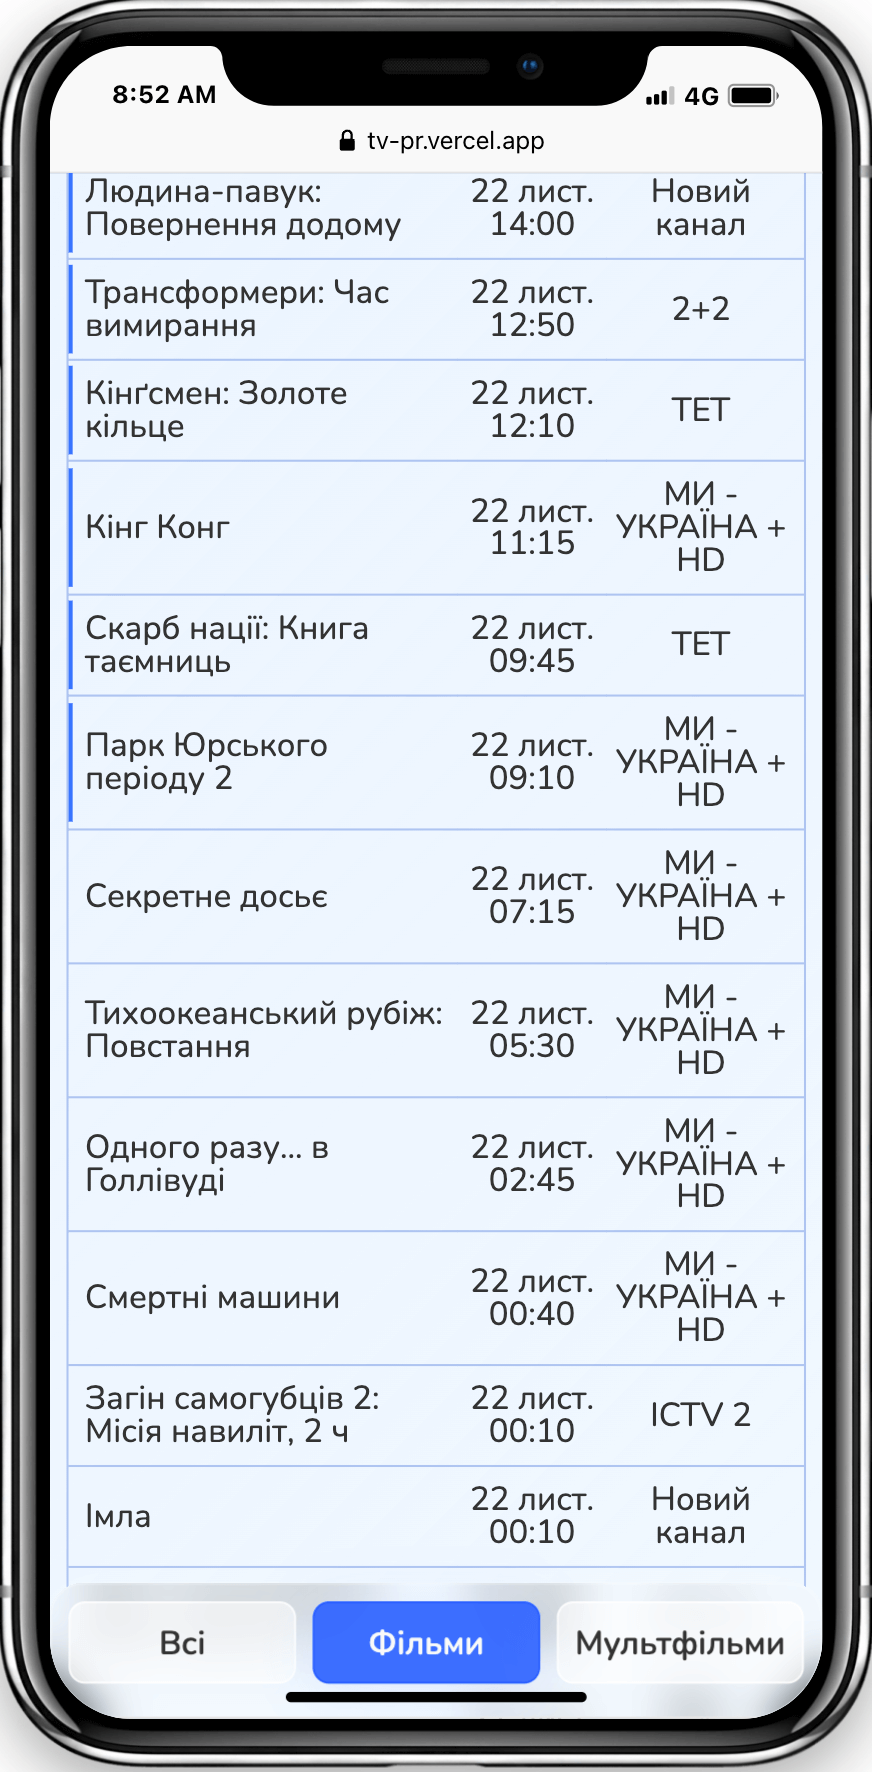 8:52 AM
4G
tv-pr.vercel.app
Людина-павук:
Повернення додому
22 лист.
14:00
Новий
канал
Трансформери: Час
вимирання
22 лист.
12:50
2+2
Кінґсмен: Золоте
кільце
22 лист.
12:10
ТЕТ
Кінг Конг
22 лист.
11:15
МИ -
УКРАЇНА +
HD
Скарб нації: Книга
таємниць
22 лист.
09:45
ТЕТ
Парк Юрського
періоду 2
22 лист.
09:10
МИ -
УКРАЇНА +
HD
Секретне досьє
22 лист.
07:15
МИ -
УКРАЇНА +
HD
Тихоокеанський рубіж:
Повстання
22 лист.
05:30
МИ -
УКРАЇНА +
HD
Одного разу... в
Голлівуді
22 лист.
02:45
МИ -
УКРАЇНА +
HD
Смертні машини
22 лист.
00:40
МИ -
УКРАЇНА +
HD
Загін самогубців 2:
Місія навиліт, 2 ч
22 лист.
00:10
ICTV 2
Імла
22 лист.
00:10
Новий
канал
Всі
Фільми
Мультфільми